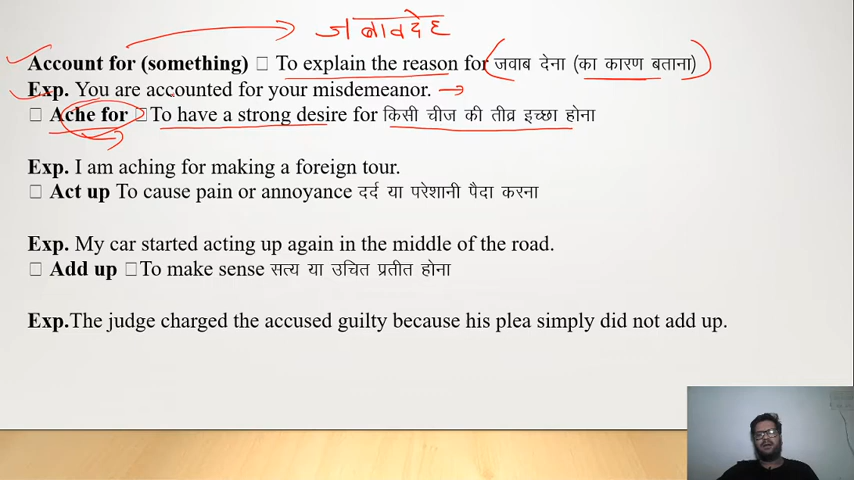 जबावदेह
Account for (something) □ To explain the reason for जवाब देना (का कारण बताना)
Exp. You are accounted for your misdemeanor.
□ Ache for □To have a strong desire for किसी चीज की तीव्र इच्छा होना
Exp. I am aching for making a foreign tour.
□ Act up To cause pain or annoyance दर्द या परेशानी पैदा करना
Exp. My car started acting up again in the middle of the road.
□ Add up □To make sense सत्य या उचित प्रतीत होना
Exp.The judge charged the accused guilty because his plea simply did not add up.